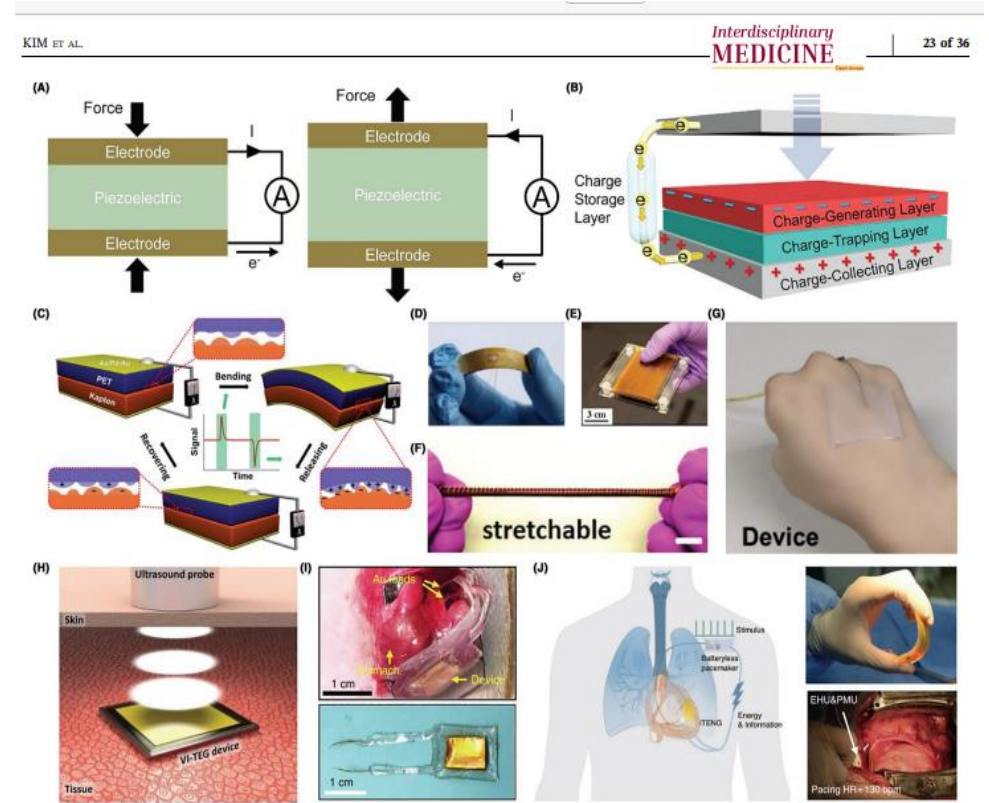 KIM ET AL.
Interdisciplinary
MEDICINE
Open Access
23 of 36
(A)
Force
I
Electrode
Piezoelectric
Electrode
A
e-
Force
I
Electrode
Piezoelectric
Electrode
A
e-
(B)
e
e
e
e
e
Charge
Storage
Layer
Charge-Generating Layer
Charge-Trapping Layer
Charge-Collecting Layer
(C)
PET
Kapton
Bending
Signal
Time
Recovering
Releasing
(D)
(E)
3 cm
(F)
stretchable
(G)
Device
(H)
Ultrasound probe
Skin
VI-TEG device
Tissue
(I)
Au leads
Stomach
Device
1 cm
1 cm
(J)
Stimulus
Batteryless
pacemaker
Energy
& Information
iTENG
EHU&PMU
Pacing HR = 130 bpm